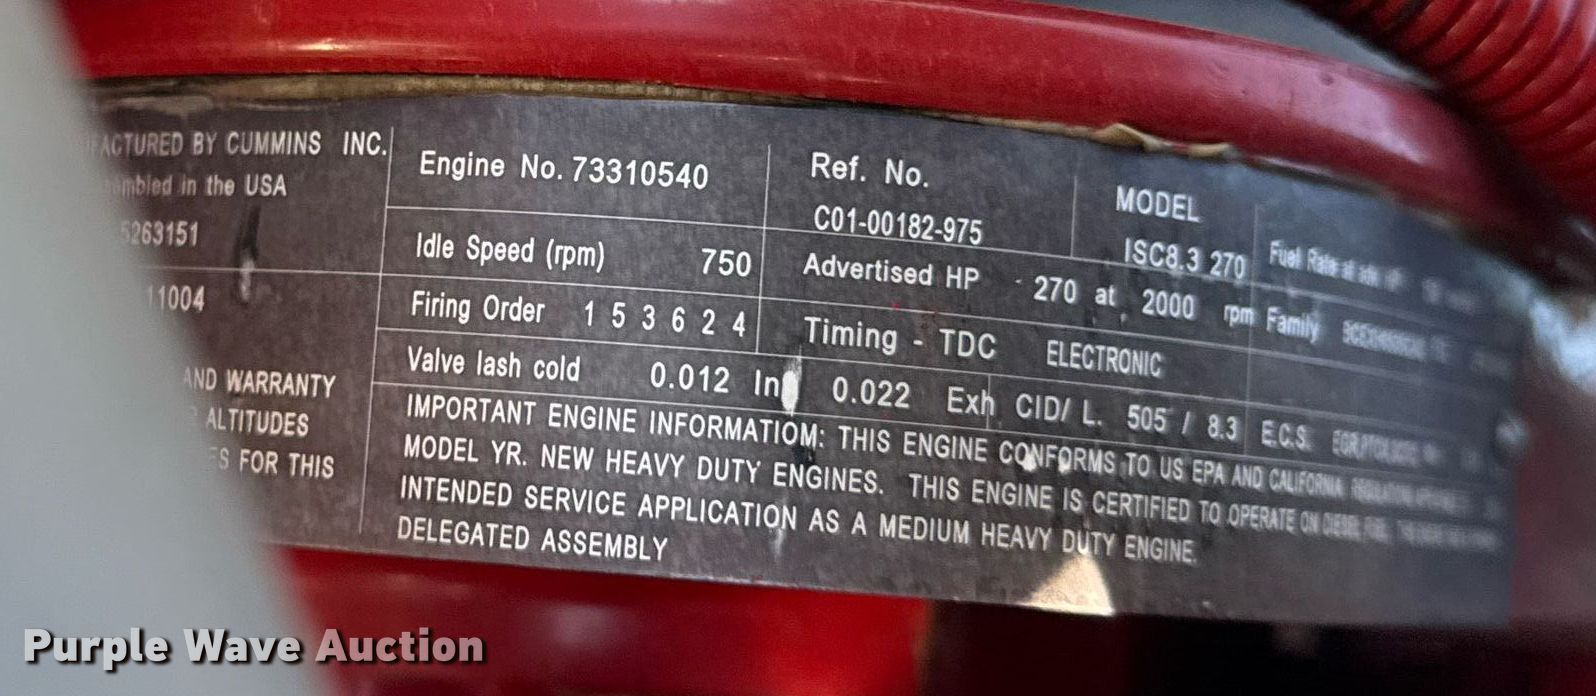 BY CUMMINS INC.
in the USA
5263151
11004
AND WARRANTY
ALTITUDES
FOR THIS
Engine No. 73310540
Ref. No.
C01-00182-975
MODEL
ISC8.3 270
Idle Speed (rpm) 750
Advertised HP 270 at 2000 rpm
Fuel Rate at
Firing Order 1 5 3 6 2 4
Timing - TDC ELECTRONIC
Family
Valve lash cold 0.012 In 0.022 Exh
CID/ L. 505 / 8.3
E.C.S.
IMPORTANT ENGINE INFORMATIOM: THIS ENGINE CONFORMS TO US EPA AND CALIFORNIA
MODEL YR. NEW HEAVY DUTY ENGINES. THIS ENGINE IS CERTIFIED TO OPERATE ON DIESEL FUEL.
INTENDED SERVICE APPLICATION AS A MEDIUM HEAVY DUTY ENGINE.
DELEGATED ASSEMBLY
Purple Wave Auction